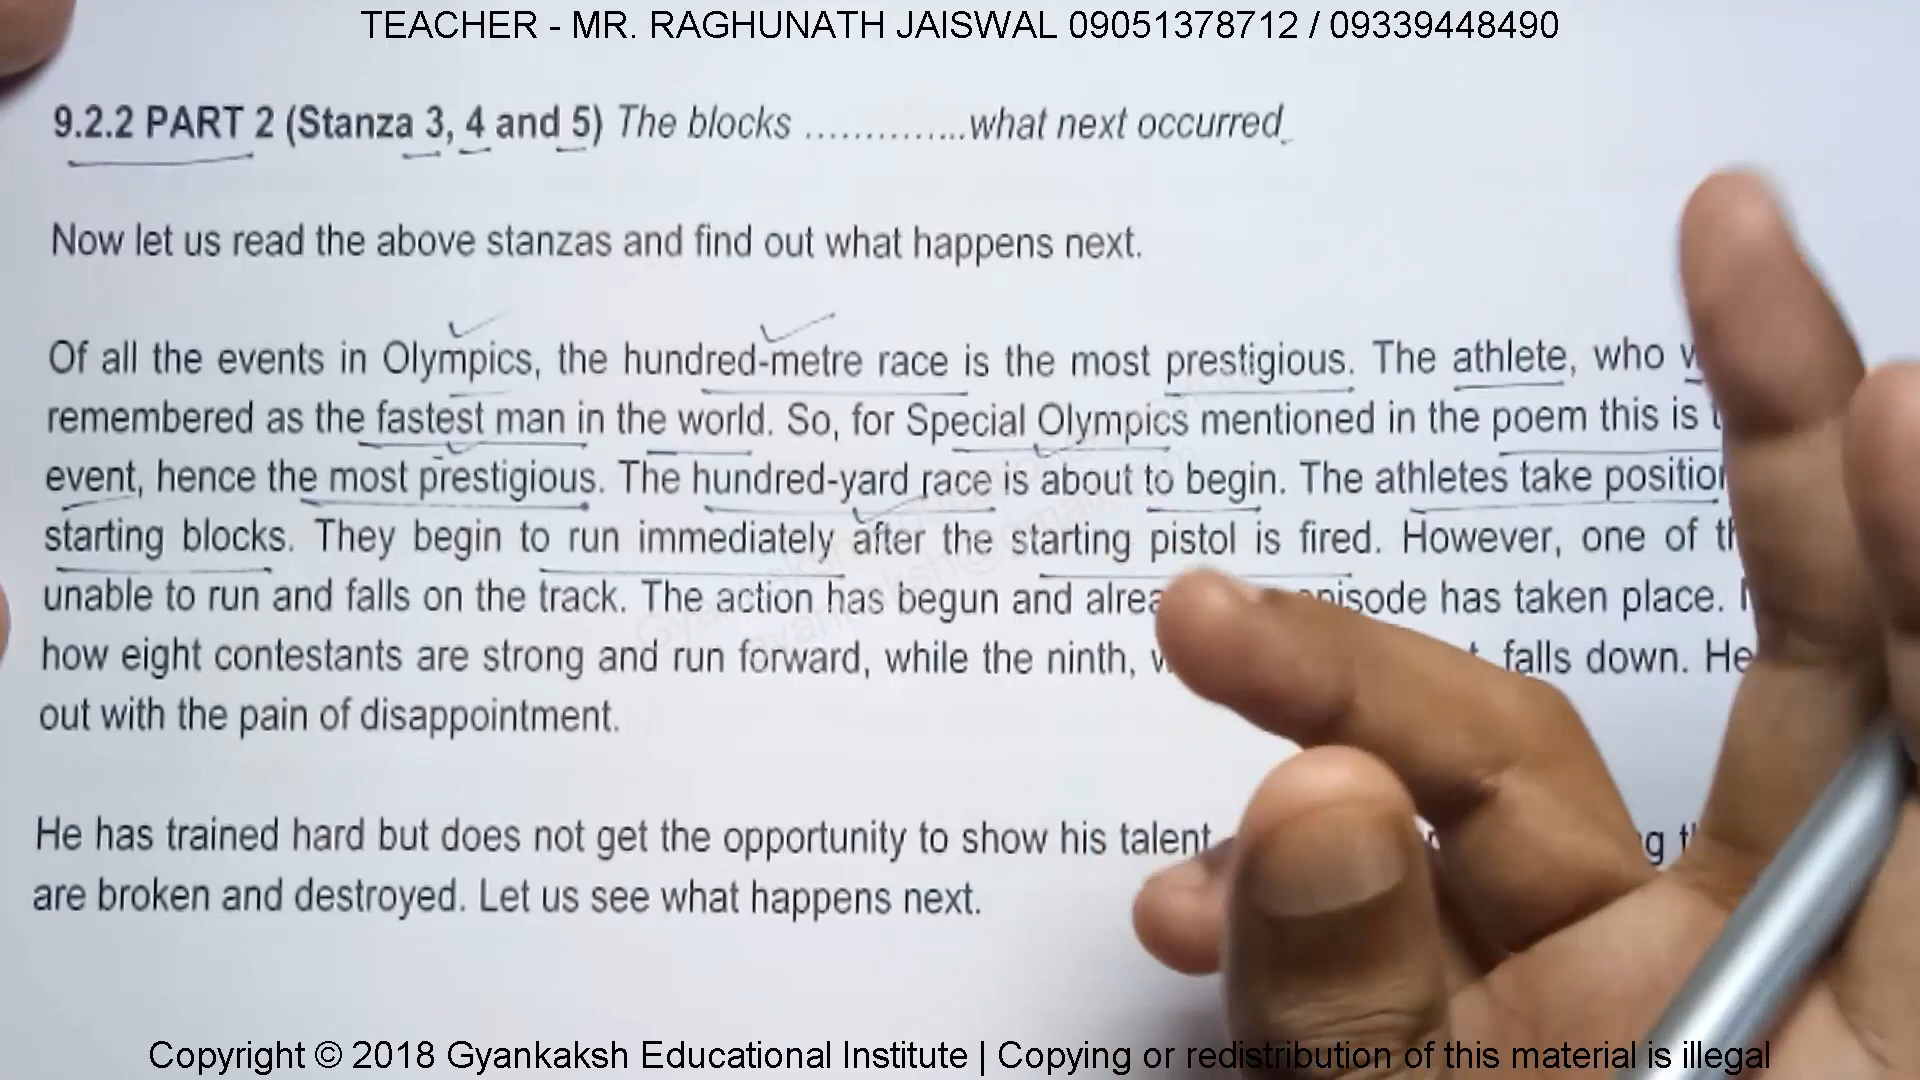 TEACHER - MR. RAGHUNATH JAISWAL 09051378712 / 09339448490
9.2.2 PART 2 (Stanza 3, 4 and 5) The blocks ..............what next occurred.
Now let us read the above stanzas and find out what happens next.
Of all the events in Olympics, the hundred-metre race is the most prestigious. The athlete, who
remembered as the fastest man in the world. So, for Special Olympics mentioned in the poem this is
event, hence the most prestigious. The hundred-yard race is about to begin. The athletes take
starting blocks. They begin to run immediately after the starting pistol is fired. However, one of
unable to run and falls on the track. The action has begun and has taken place.
how eight contestants are strong and run forward, while the ninth, falls down. He
out with the pain of disappointment.
He has trained hard but does not get the opportunity to show his talent
are broken and destroyed. Let us see what happens next.
Copyright © 2018 Gyankaksh Educational Institute | Copying or redistribution of this material is illegal